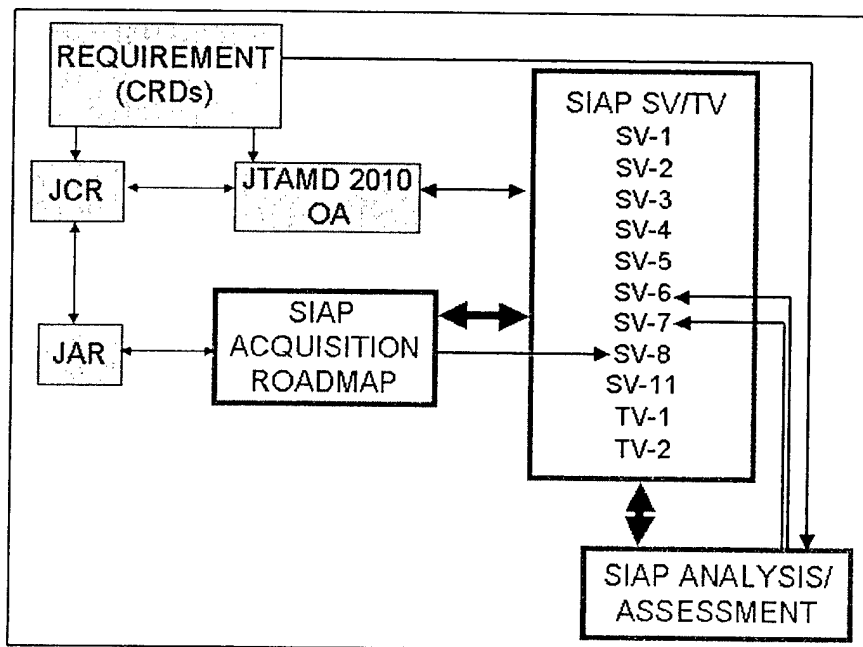 REQUIREMENT
(CRDs)
JCR
JTAMD 2010
OA
JAR
SIAP
ACQUISITION
ROADMAP
SIAP SV/TV
SV-1
SV-2
SV-3
SV-4
SV-5
SV-6
SV-7
SV-8
SV-11
TV-1
TV-2
SIAP ANALYSIS/
ASSESSMENT